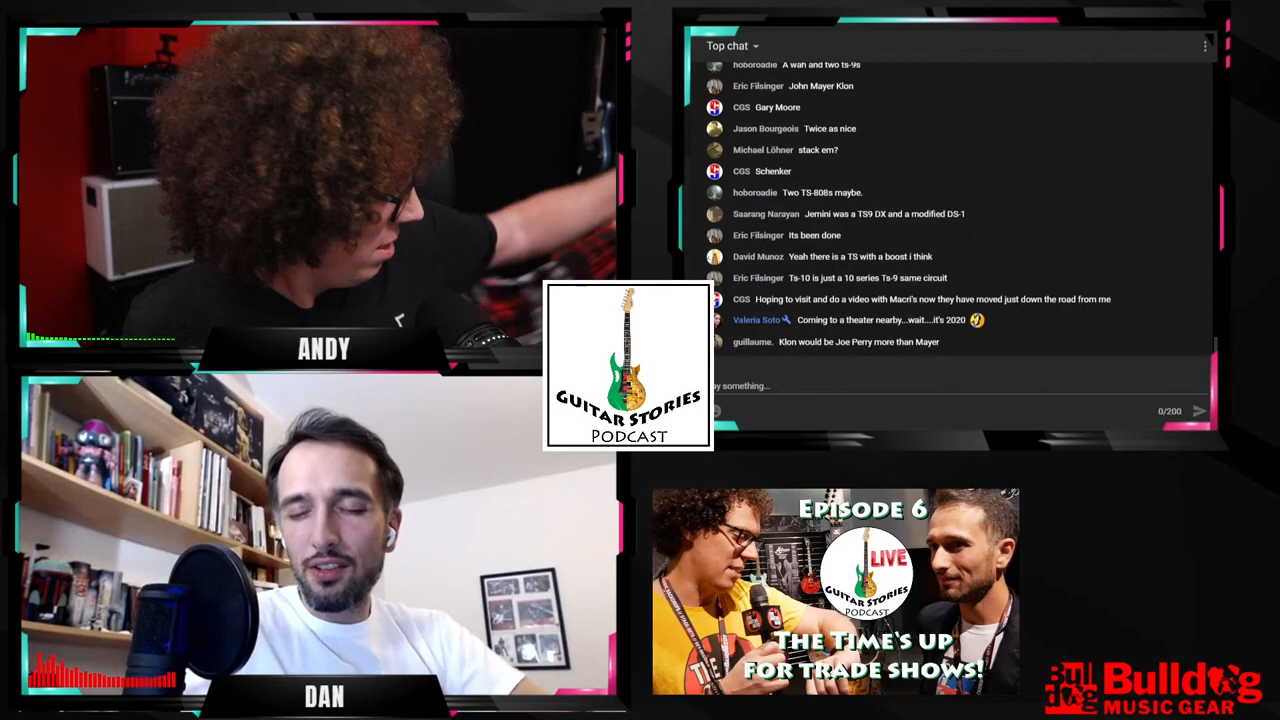 ANDY
DAN
GUITAR STORIES
PODCAST
Top chat
hoboroadie A wah and two ts-9s
Eric Filsinger John Mayer Klon
CGS Gary Moore
Jason Bourgeois Twice as nice
Michael Löhner stack em?
CGS Schenker
hoboroadie Two TS-808s maybe.
Saarang Narayan Jemini was a TS9 DX and a modified DS-1
Eric Filsinger Its been done
David Munoz Yeah there is a TS with a boost i think
Eric Filsinger Ts-10 is just a 10 series Ts-9 same circuit
CGS Hoping to visit and do a video with Macri's now they have moved just down the road from me
Valeria Soto Coming to a theater nearby...wait....it's 2020 🤣
guillaume. Klon would be Joe Perry more than Mayer
ay something...
0/200
EPISODE 6
LIVE
GUITAR STORIES
PODCAST
THE TIME'S UP
FOR TRADE SHOWS!
BULL
DOG
Bulldog
MUSIC GEAR